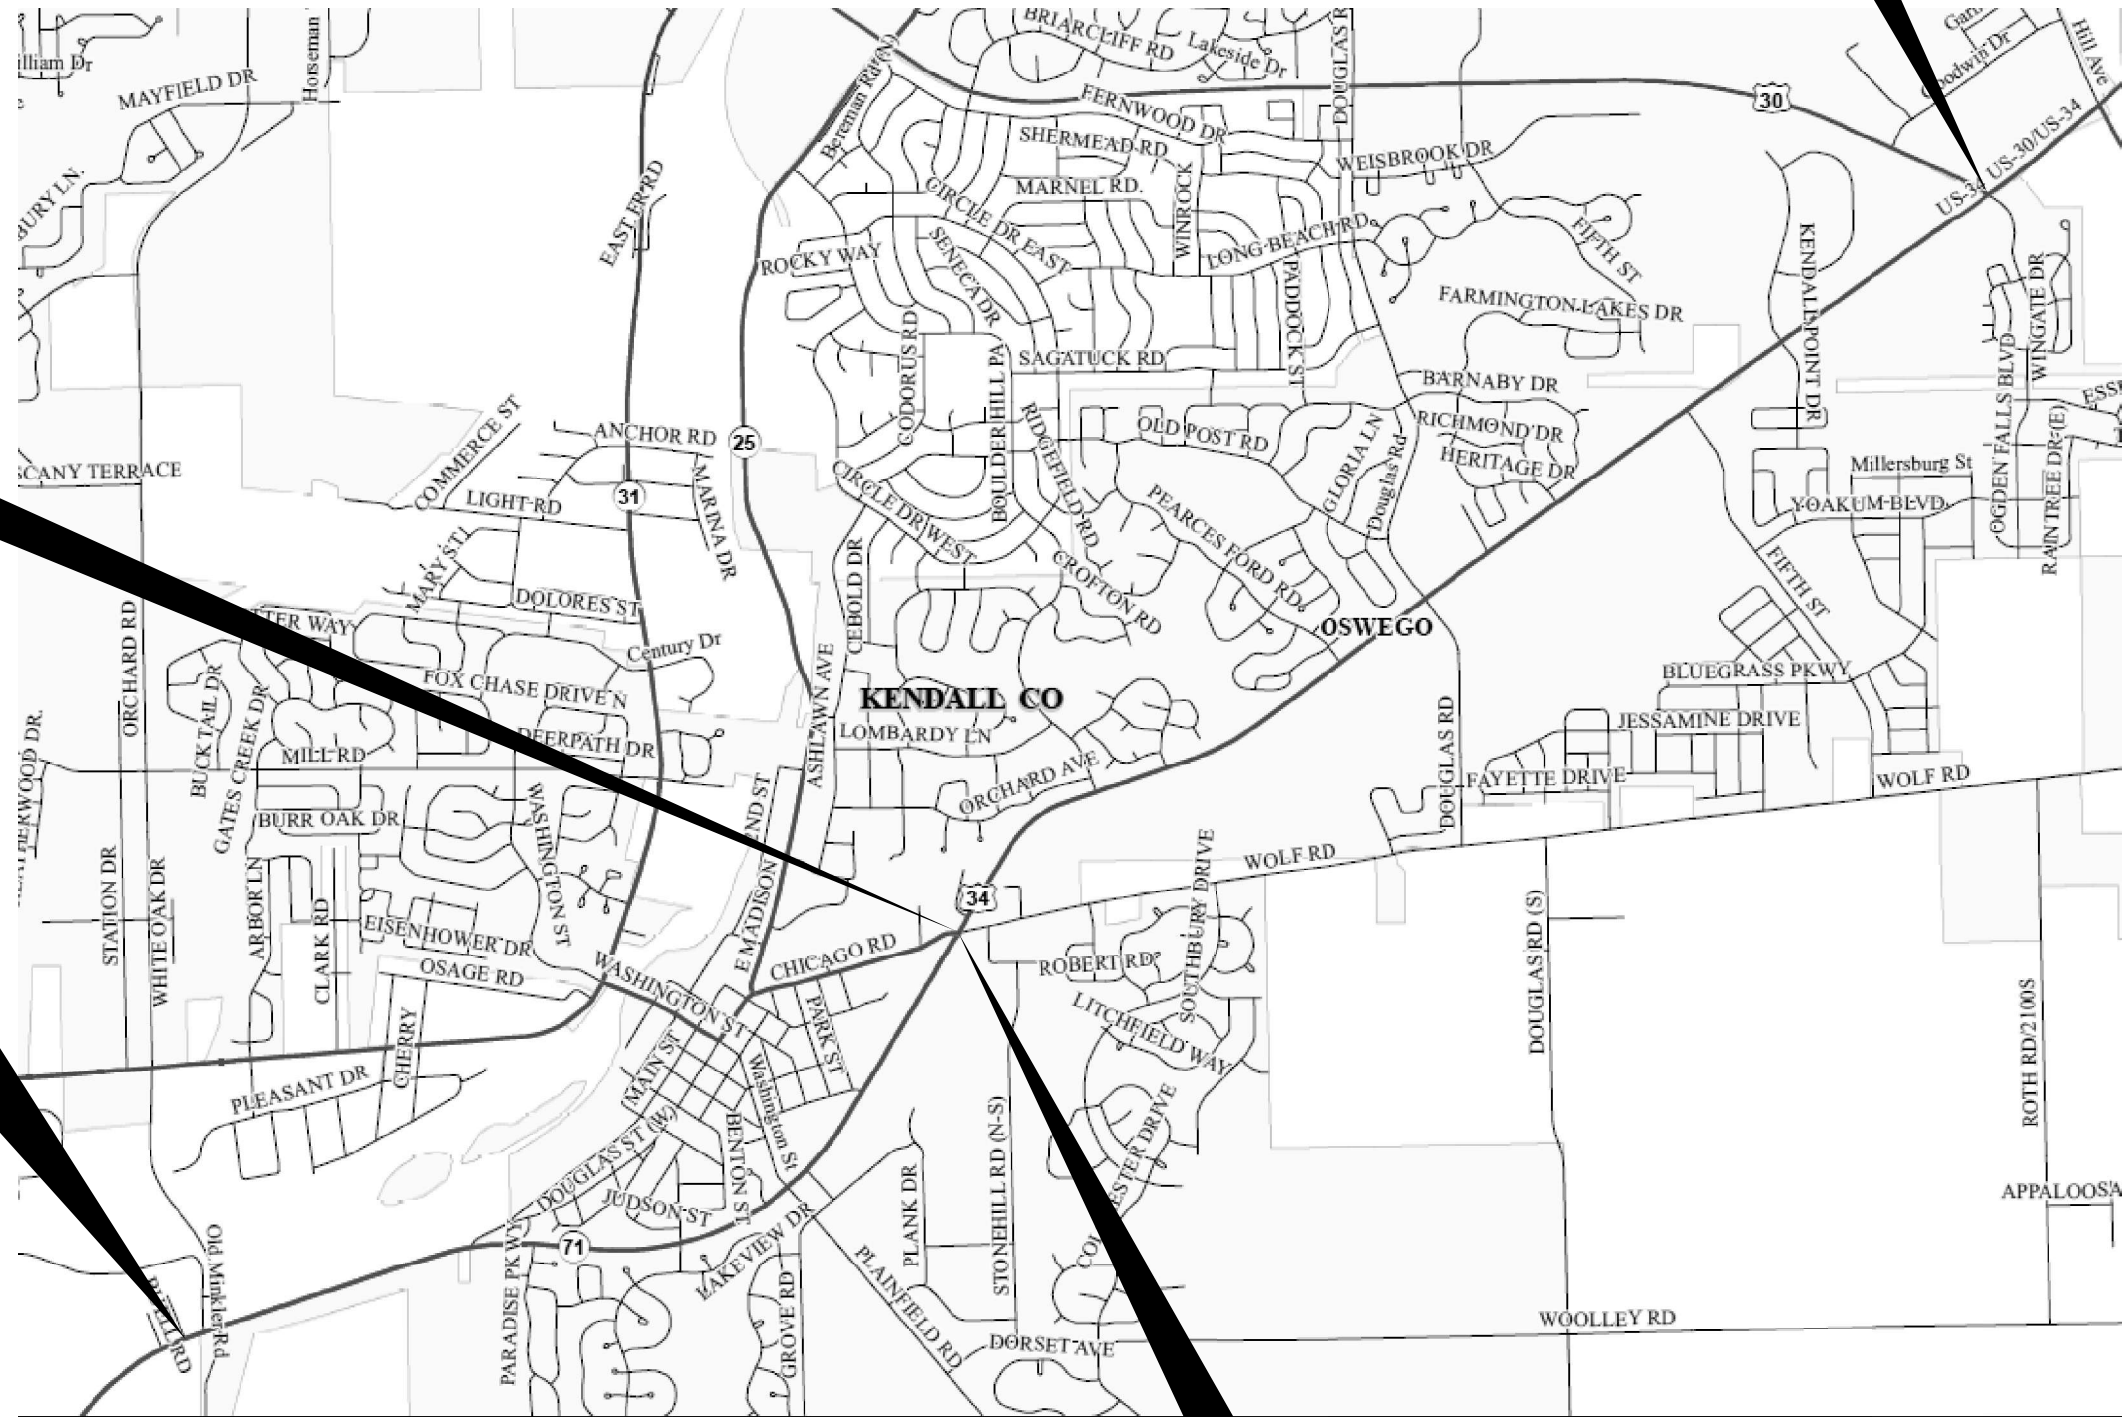 BRIARCLIFF RD
Lakeside Dr
Goodwin Dr
Hill Ave
illiam Dr
MAYFIELD DR
Horseman
Bereman Rd (N)
FERNWOOD DR
30
US-30/US-34
US-34
SHERMEAD RD
WEISBROOK DR
MARNEL RD.
WINROCK
CIRCLE DR EAST
LONG BEACH RD
FIFTH ST
BURY LN.
EASTERN RD
ROCKY WAY
SENECA DR
KENDALL POINT DR
PADDOCK ST
FARMINGTON LAKES DR
WINGATE DR
CODORUS RD
BOULDERHILL PA
SAGATUCK RD
BARNABY DR
OGDEN FALLS BLVD
COMMERCE ST
ANCHOR RD
25
RIDGEFIELD RD
OLD POST RD
GLORIA LN
Douglas Rd
RICHMOND DR
HERITAGE DR
Millersburg St
RAINTREE DR (E)
SCANY TERRACE
31
LIGHT RD
MARINA DR
CIRCLE DR WEST
PEARCES FORD RD
YOAKUM BLVD
MARY ST
CEBOLD DR
CROFTON RD
FIFTH ST
DOLORES ST
TTER WAY
ORCHARD RD
Century Dr
OSWEGO
FOX CHASE DRIVE N
ASHLAWN AVE
KENDALL CO
BLUEGRASS PKWY
BUCKTAIL DR
GATES CREEK DR
DEERPATH DR
LOMBARDY LN
DOUGLAS RD
JESSAMINE DRIVE
MILL RD
ORCHARD AVE
FAYETTE DRIVE
WOLF RD
BURR OAK DR
WASHINGTON ST
2ND ST
WOLF RD
SOUTHBURY DRIVE
STATION DR
WHITE OAK DR
ARBOR LN
CLARK RD
E MADISON
34
EISENHOWER DR
DOUGLAS RD (S)
OSAGE RD
WASHINGTON ST
CHICAGO RD
ROBERT RD
LITCHFIELD WAY
ROTH RD/2100S
CHERRY
MAIN ST
PARK ST
PLEASANT DR
Washington St
DOUGLAS ST (W)
BENTON ST
STONEHILL RD (N-S)
PLANK DR
JUDSON ST
APPALOOSA
Old Minkler Rd
PARADISE PKWY
71
LAKEVIEW DR
GROVE RD
PLAINFIELD RD
DORSET AVE
WOOLLEY RD